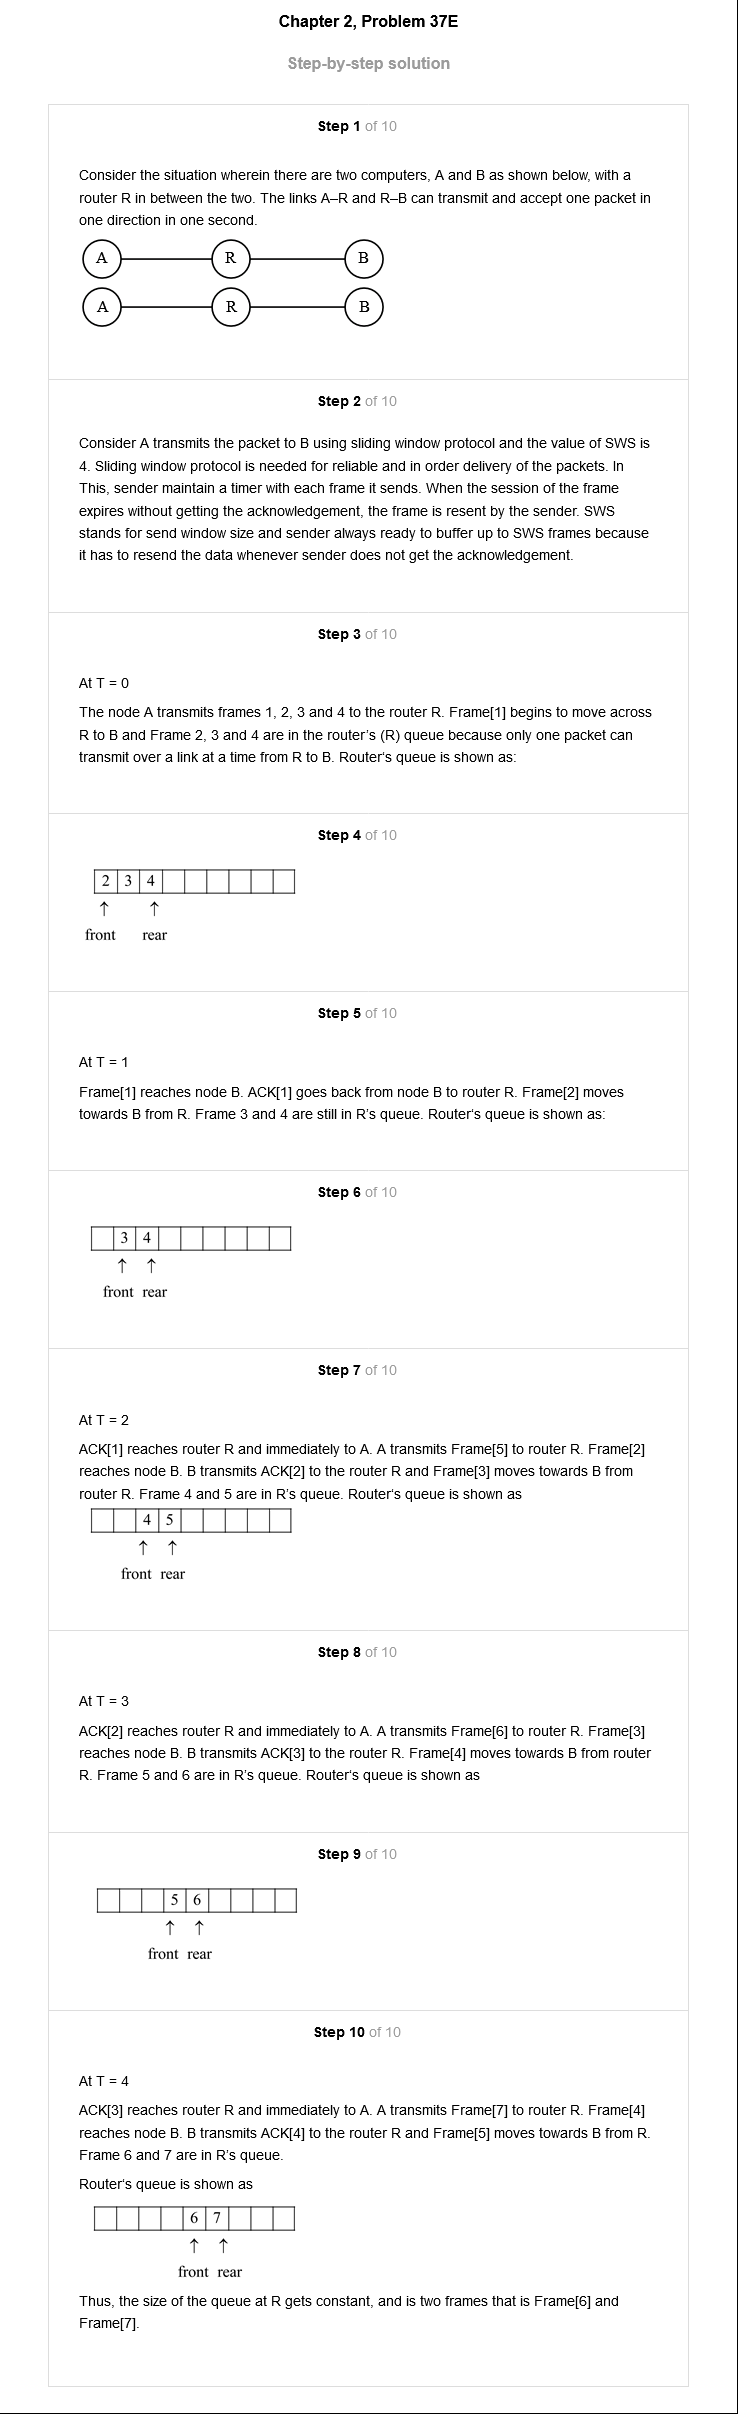 Chapter 2, Problem 37E
Step-by-step solution
Step 1 of 10
Consider the situation wherein there are two computers, A and B as shown below, with a
router R in between the two. The links A–R and R–B can transmit and accept one packet in
one direction in one second.
A R B
A R B
Step 2 of 10
Consider A transmits the packet to B using sliding window protocol and the value of SWS is
4. Sliding window protocol is needed for reliable and in order delivery of the packets. In
This, sender maintain a timer with each frame it sends. When the session of the frame
expires without getting the acknowledgement, the frame is resent by the sender. SWS
stands for send window size and sender always ready to buffer up to SWS frames because
it has to resend the data whenever sender does not get the acknowledgement.
Step 3 of 10
At T = 0
The node A transmits frames 1, 2, 3 and 4 to the router R. Frame[1] begins to move across
R to B and Frame 2, 3 and 4 are in the router's (R) queue because only one packet can
transmit over a link at a time from R to B. Router's queue is shown as:
Step 4 of 10
2 3 4
↑ ↑
front rear
Step 5 of 10
At T = 1
Frame[1] reaches node B. ACK[1] goes back from node B to router R. Frame[2] moves
towards B from R. Frame 3 and 4 are still in R's queue. Router's queue is shown as:
Step 6 of 10
3 4
↑ ↑
front rear
Step 7 of 10
At T = 2
ACK[1] reaches router R and immediately to A. A transmits Frame[5] to router R. Frame[2]
reaches node B. B transmits ACK[2] to the router R and Frame[3] moves towards B from
router R. Frame 4 and 5 are in R's queue. Router's queue is shown as
4 5
↑ ↑
front rear
Step 8 of 10
At T = 3
ACK[2] reaches router R and immediately to A. A transmits Frame[6] to router R. Frame[3]
reaches node B. B transmits ACK[3] to the router R. Frame[4] moves towards B from router
R. Frame 5 and 6 are in R's queue. Router's queue is shown as
Step 9 of 10
5 6
↑ ↑
front rear
Step 10 of 10
At T = 4
ACK[3] reaches router R and immediately to A. A transmits Frame[7] to router R. Frame[4]
reaches node B. B transmits ACK[4] to the router R and Frame[5] moves towards B from R.
Frame 6 and 7 are in R's queue.
Router's queue is shown as
6 7
↑ ↑
front rear
Thus, the size of the queue at R gets constant, and is two frames that is Frame[6] and
Frame[7].